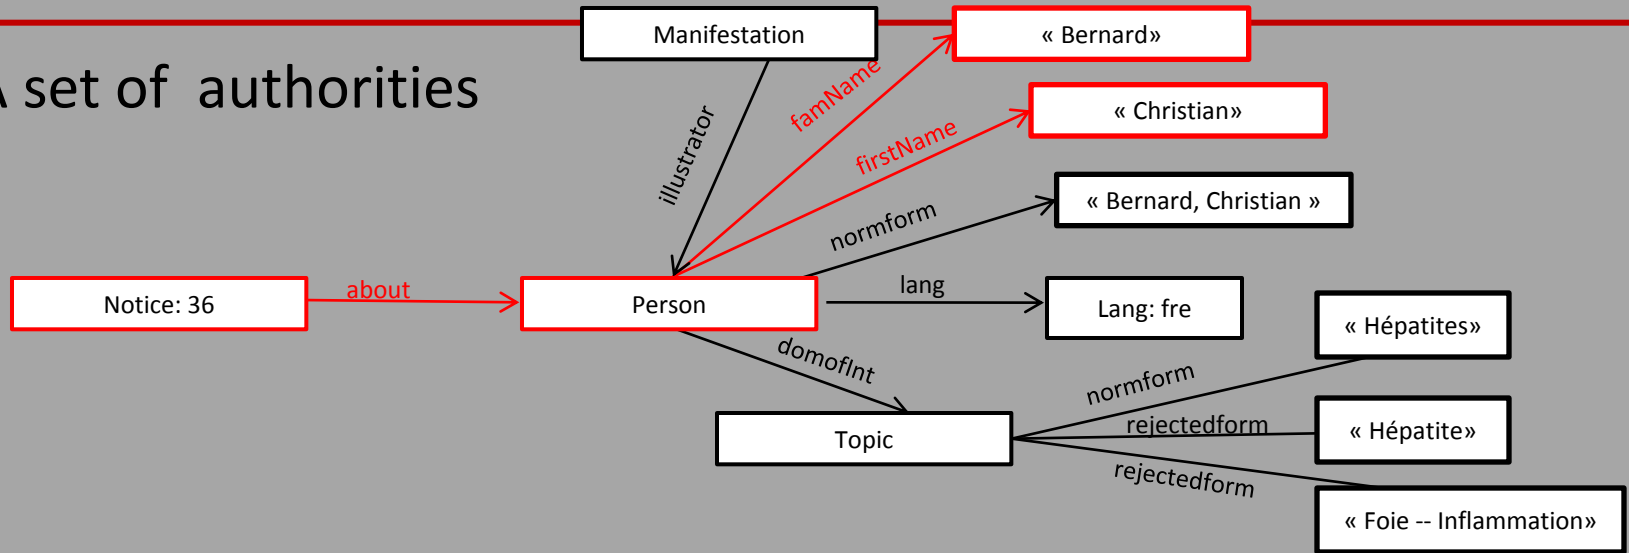 Manifestation
« Bernard»
A set of authorities
famName
« Christian»
firstName
illustrator
« Bernard, Christian »
normform
Notice: 36
about
Person
lang
Lang: fre
« Hépatites»
domofInt
normform
Topic
rejectedform
« Hépatite»
rejectedform
« Foie -- Inflammation»